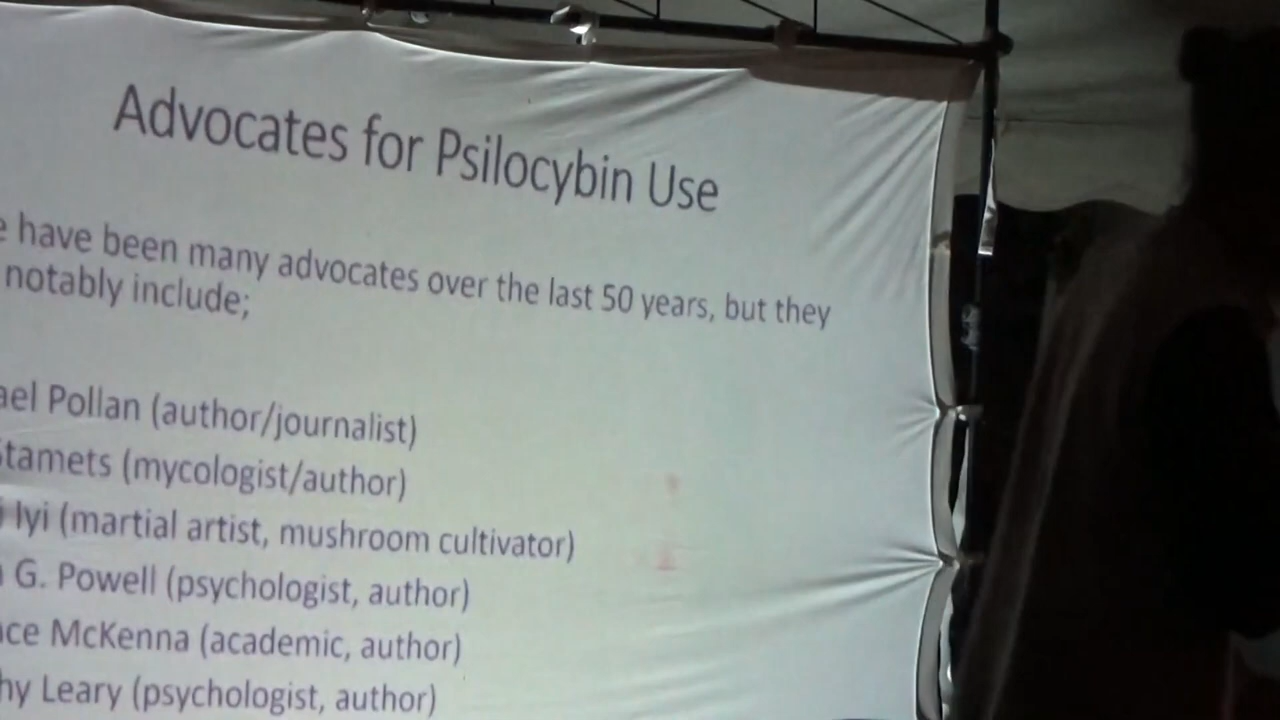 Advocates for Psilocybin Use
e have been many advocates over the last 50 years, but they
notably include;
ael Pollan (author/journalist)
Stamets (mycologist/author)
i Iyi (martial artist, mushroom cultivator)
G. Powell (psychologist, author)
nce McKenna (academic, author)
hy Leary (psychologist, author)